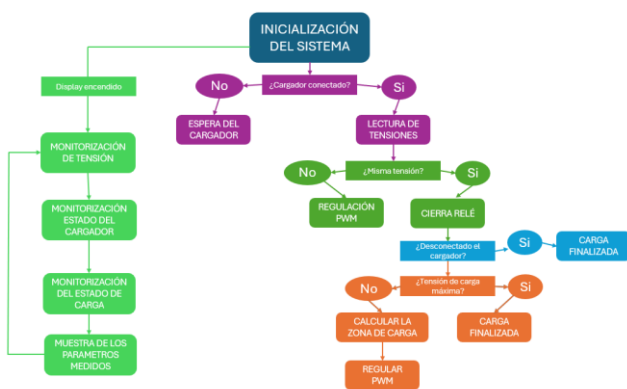 INICIALIZACIÓN
DEL SISTEMA
Display encendido
No
¿Cargador conectado?
Si
ESPERA DEL
CARGADOR
LECTURA DE
TENSIONES
MONITORIZACIÓN
DE TENSIÓN
No
¿Misma tensión?
Si
REGULACIÓN
PWM
CIERRA RELÉ
MONITORIZACIÓN
ESTADO DEL
CARGADOR
¿Desconectado el
cargador?
Si
CARGA
FINALIZADA
MONITORIZACIÓN
DEL ESTADO DE
CARGA
No
¿Tensión de carga
máxima?
Si
CALCULAR LA
ZONA DE CARGA
CARGA
FINALIZADA
MUESTRA DE LOS
PARAMETROS
MEDIDOS
REGULAR
PWM